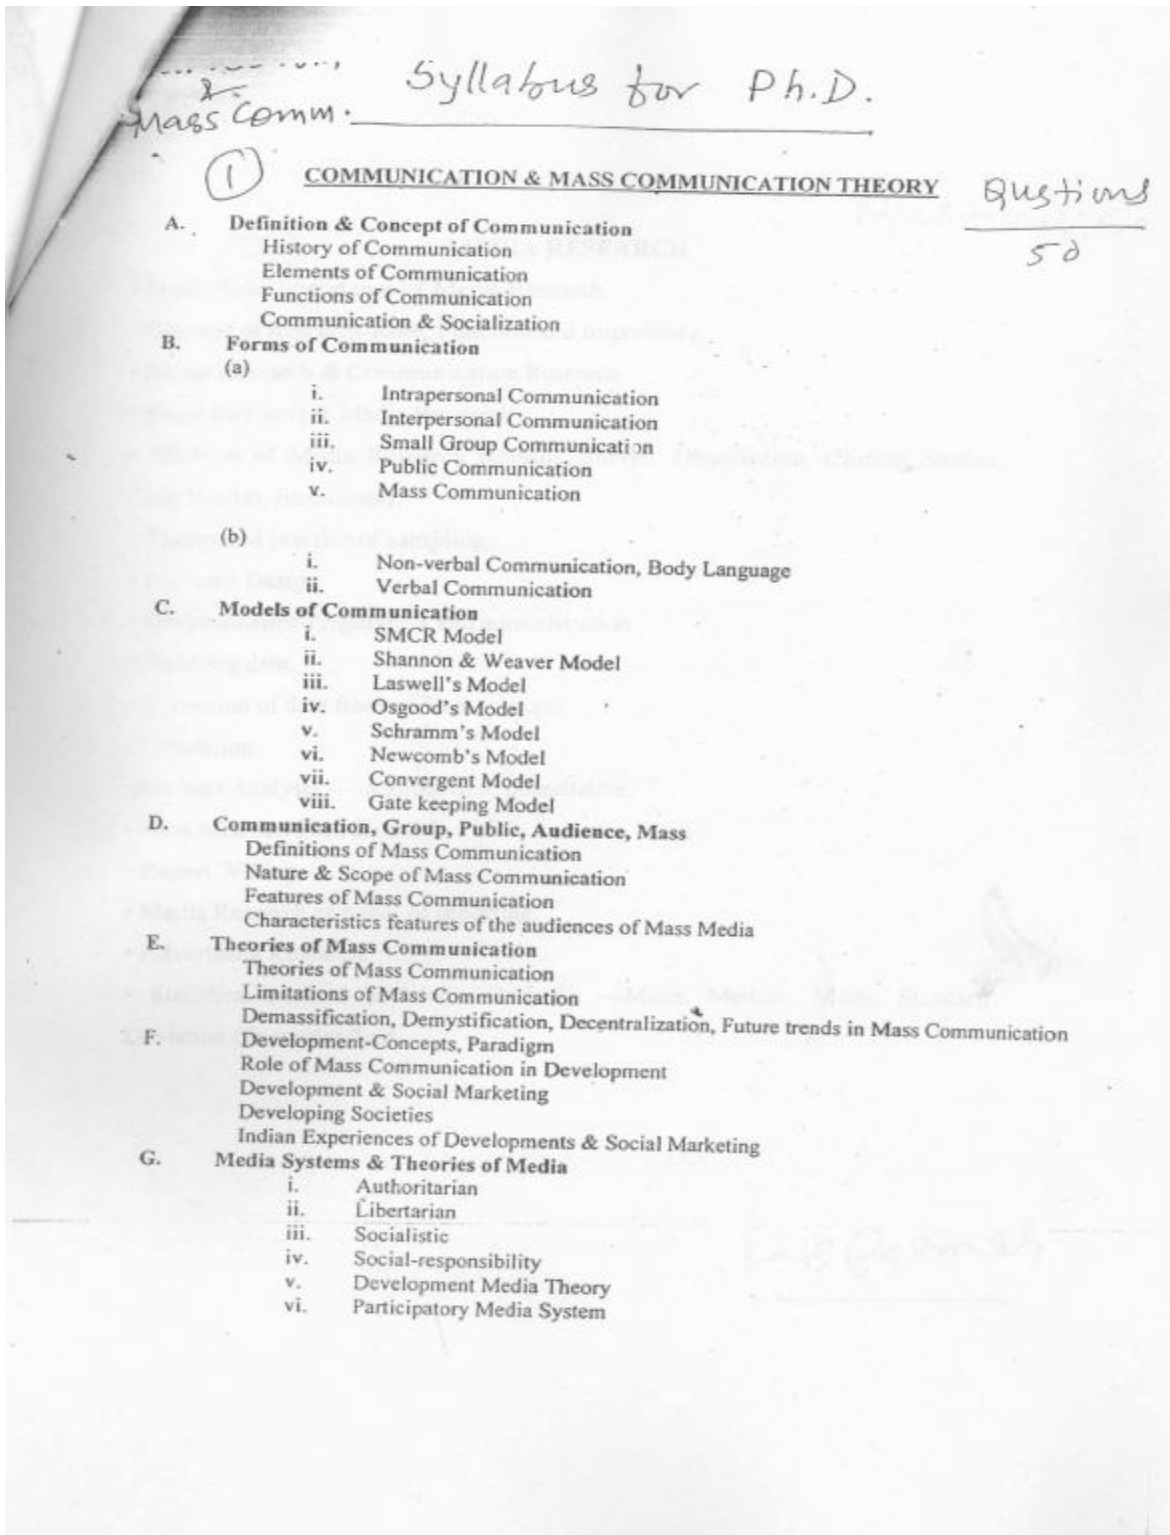 Syllabus for Ph.D.
&
Mass Comm.
1
COMMUNICATION & MASS COMMUNICATION THEORY
Qustions
50
A. Definition & Concept of Communication
History of Communication
Elements of Communication
Functions of Communication
Communication & Socialization
B. Forms of Communication
(a)
i. Intrapersonal Communication
ii. Interpersonal Communication
iii. Small Group Communication
iv. Public Communication
v. Mass Communication
(b)
i. Non-verbal Communication, Body Language
ii. Verbal Communication
C. Models of Communication
i. SMCR Model
ii. Shannon & Weaver Model
iii. Laswell's Model
iv. Osgood's Model
v. Schramm's Model
vi. Newcomb's Model
vii. Convergent Model
viii. Gate keeping Model
D. Communication, Group, Public, Audience, Mass
Definitions of Mass Communication
Nature & Scope of Mass Communication
Features of Mass Communication
Characteristics features of the audiences of Mass Media
E. Theories of Mass Communication
Theories of Mass Communication
Limitations of Mass Communication
Demassification, Demystification, Decentralization, Future trends in Mass Communication
F. Development-Concepts, Paradigm
Role of Mass Communication in Development
Development & Social Marketing
Developing Societies
Indian Experiences of Developments & Social Marketing
G. Media Systems & Theories of Media
i. Authoritarian
ii. Libertarian
iii. Socialistic
iv. Social-responsibility
v. Development Media Theory
vi. Participatory Media System